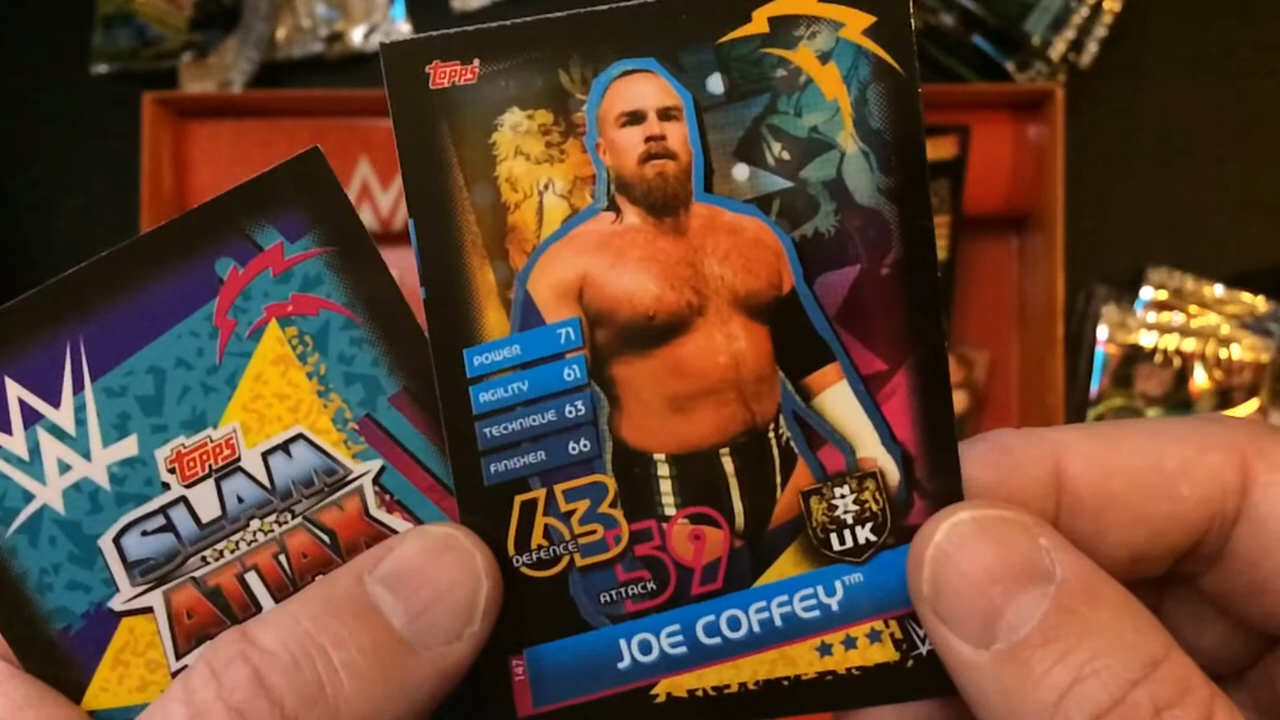 TOPPS
POWER 71
AGILITY 61
TECHNIQUE 63
FINISHER 66
63
DEFENCE
59
ATTACK
NXT
UK
JOE COFFEY™
147
W
TOPPS
SLAM
ATTAX